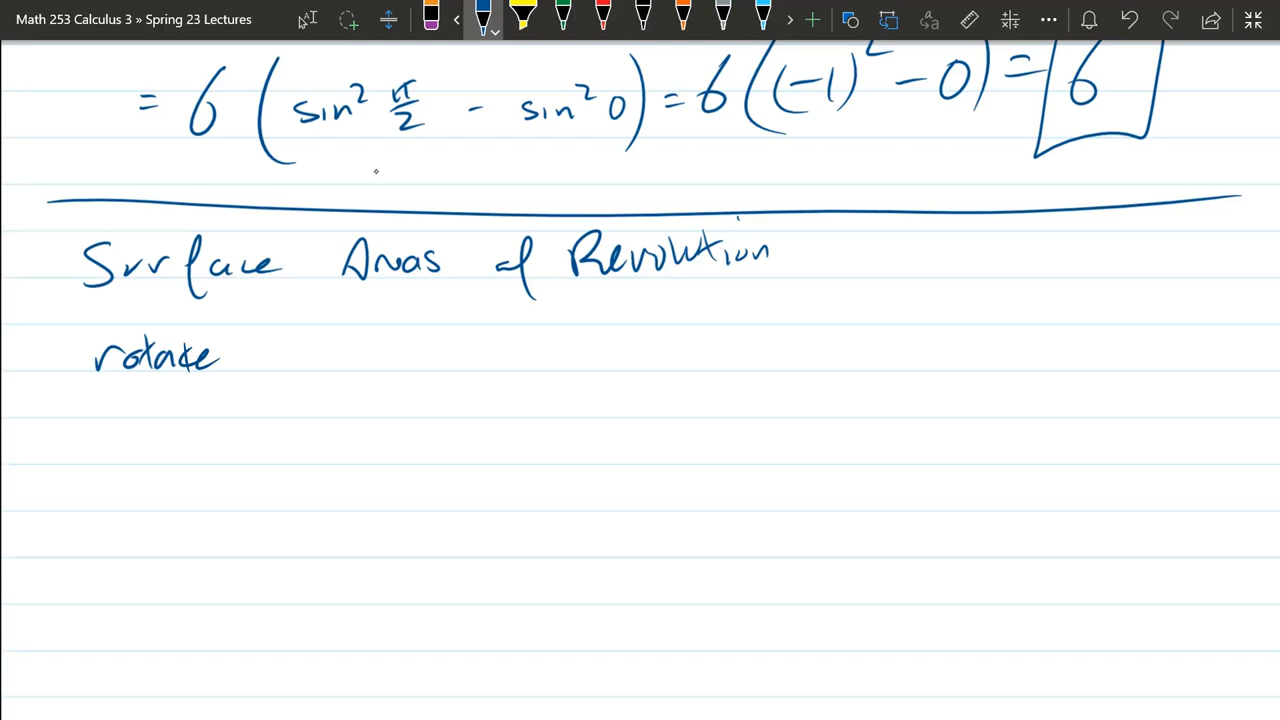 Math 253 Calculus 3 » Spring 23 Lectures
= 6 ( sin² π/2 - sin² 0 ) = 6 ( (-1)² - 0 ) = 6
Surface Areas of Revolution
rotate